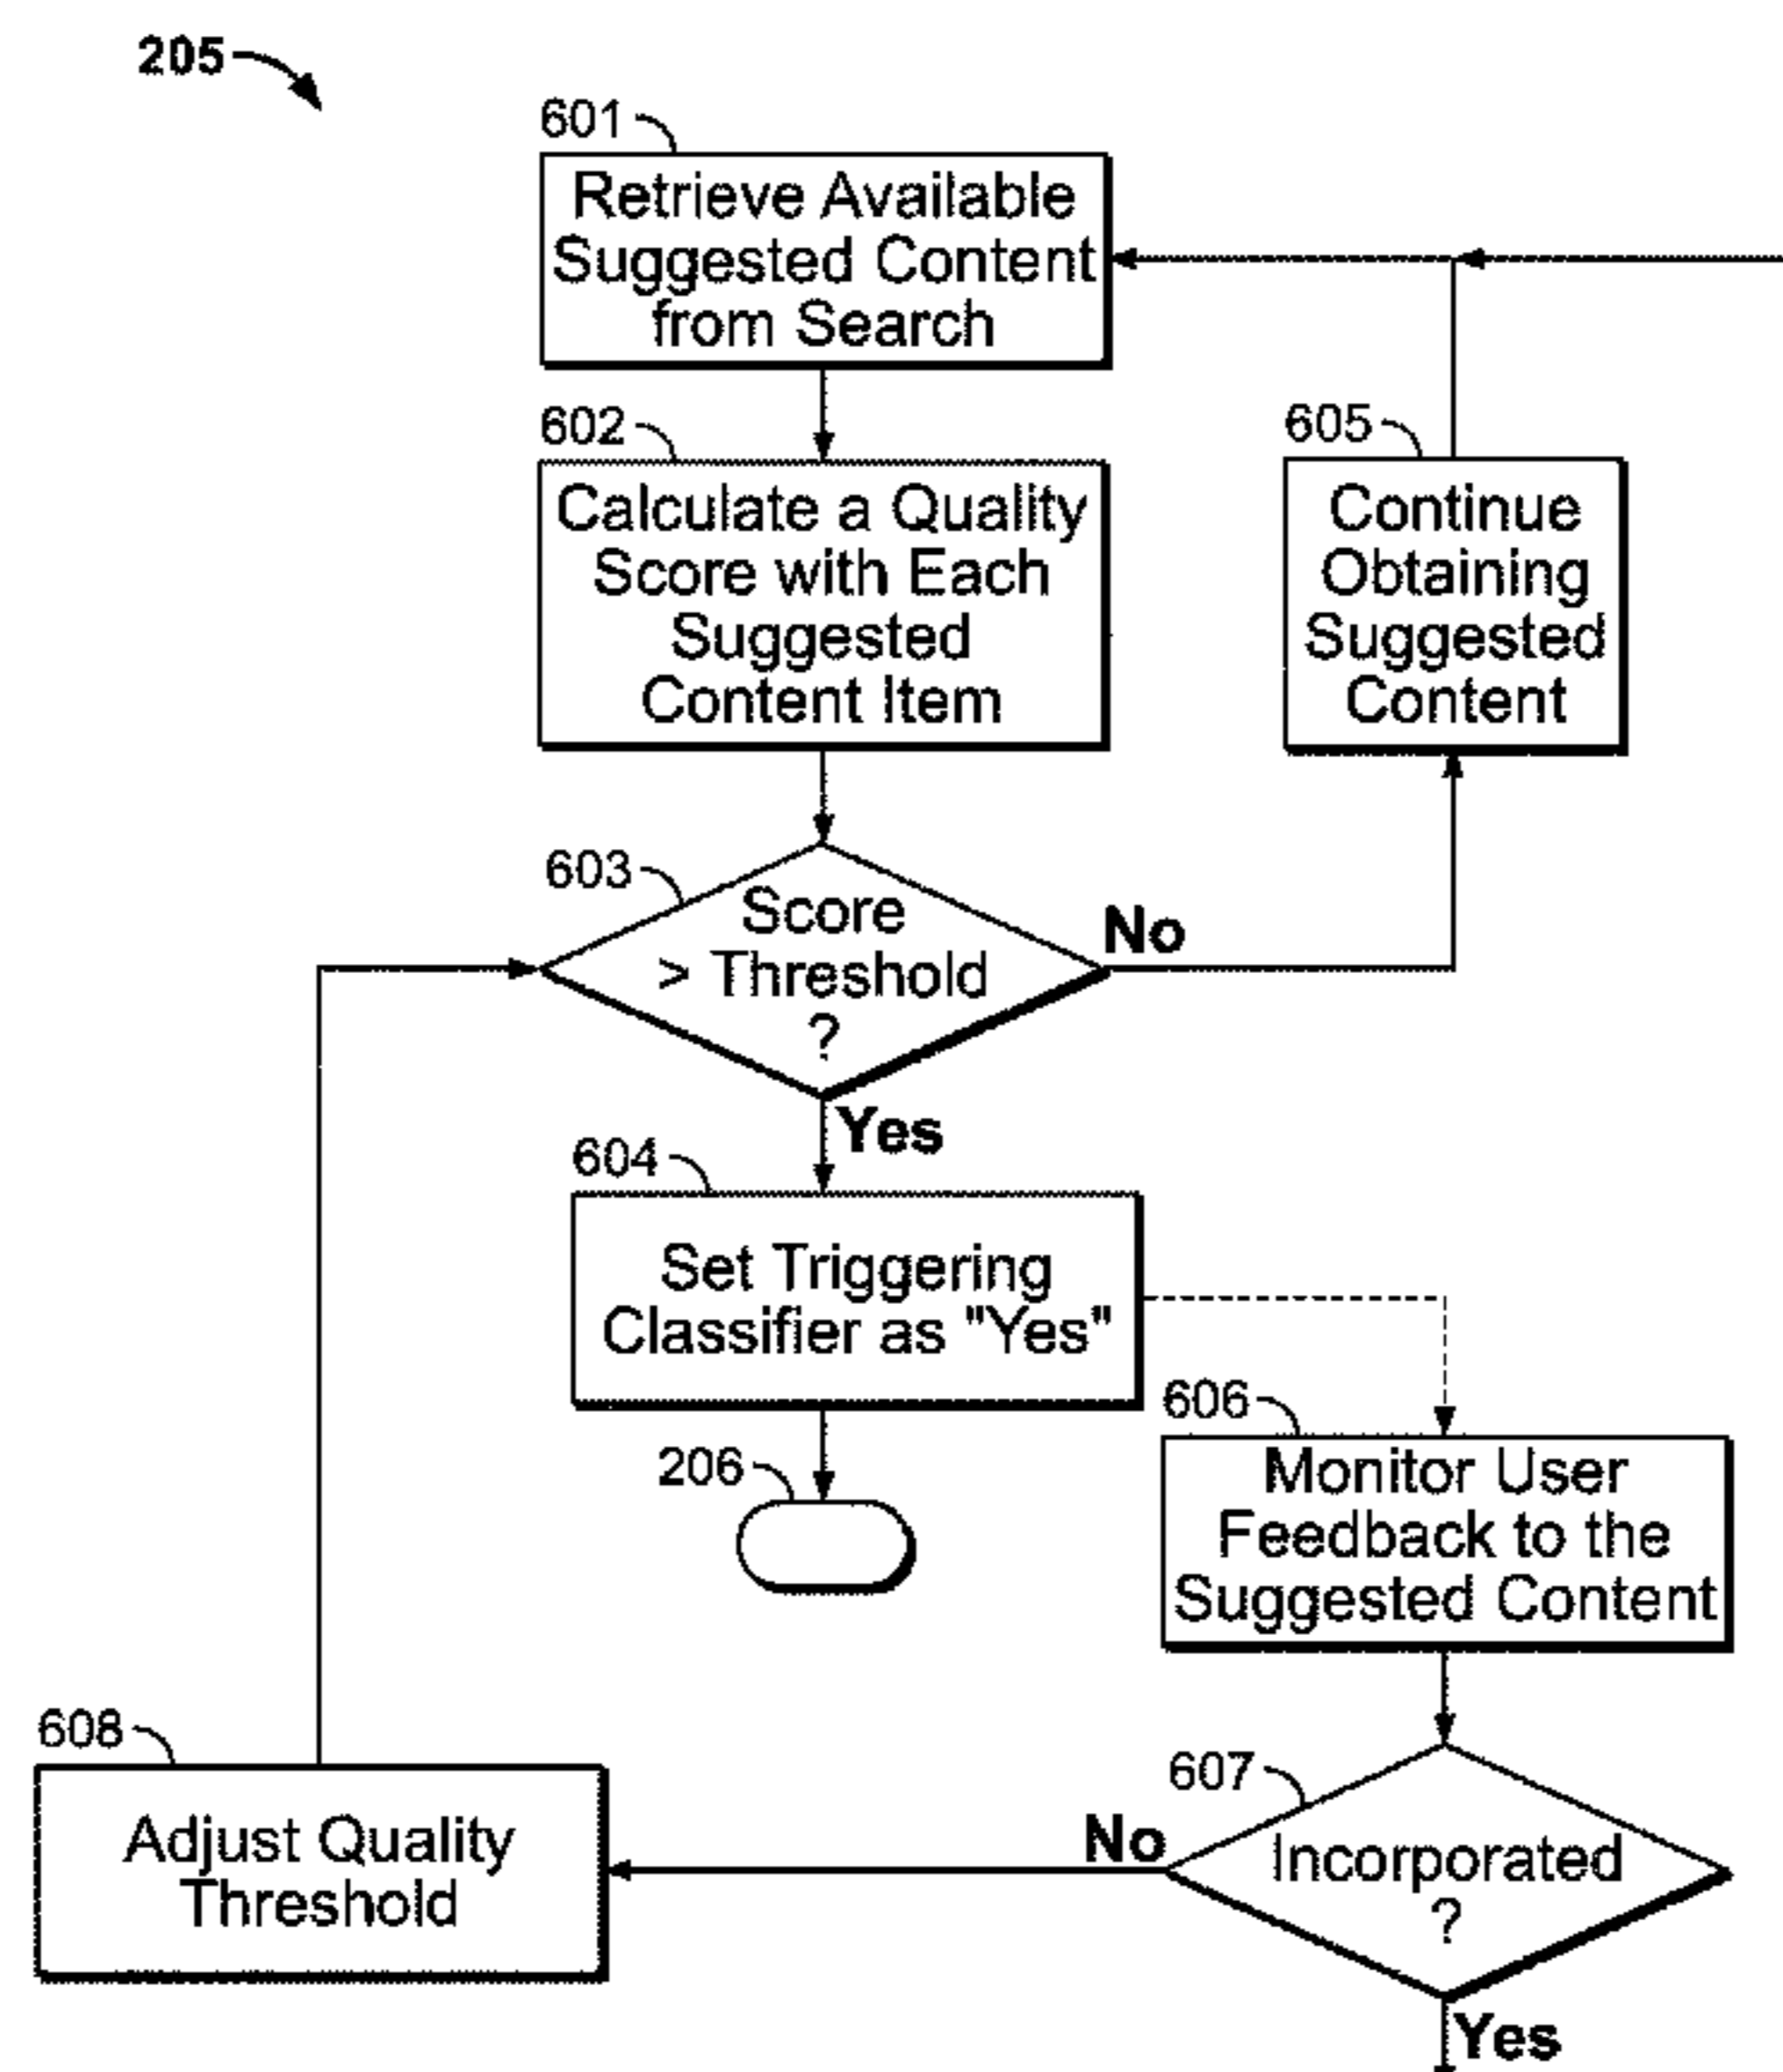 205
601
Retrieve Available
Suggested Content
from Search
602
Calculate a Quality
Score with Each
Suggested
Content Item
605
Continue
Obtaining
Suggested
Content
603
Score
> Threshold
?
No
Yes
604
Set Triggering
Classifier as "Yes"
206
606
Monitor User
Feedback to the
Suggested Content
607
Incorporated
?
No
608
Adjust Quality
Threshold
Yes